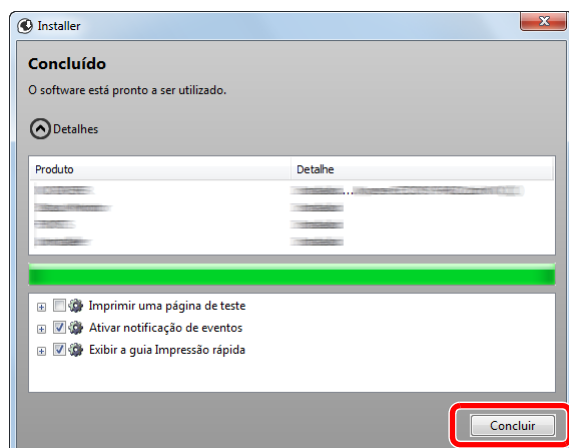 Installer
Concluído
O software está pronto a ser utilizado.
Detalhes
Produto Detalhe
Imprimir uma página de teste
Ativar notificação de eventos
Exibir a guia Impressão rápida
Concluir